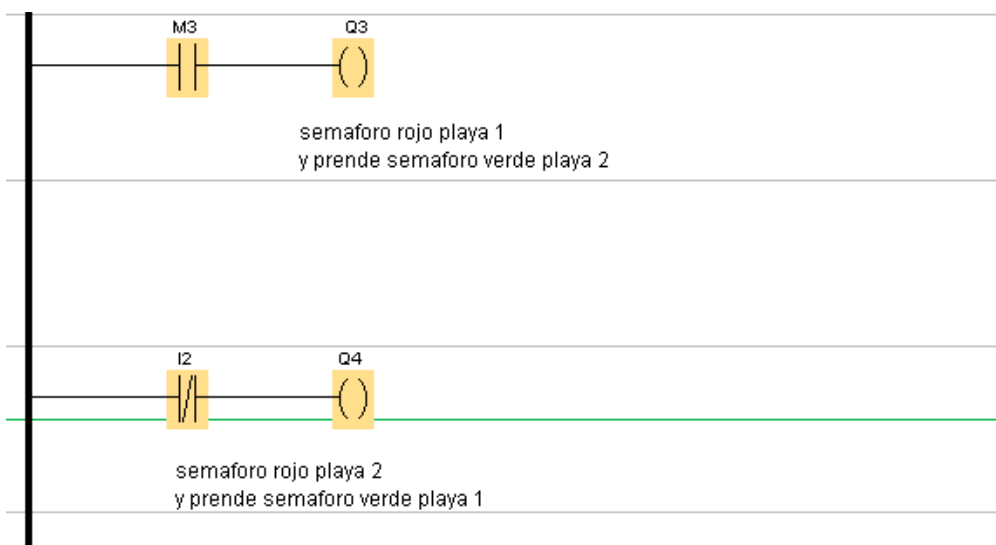 M3 Q3
semaforo rojo playa 1
y prende semaforo verde playa 2
I2 Q4
semaforo rojo playa 2
y prende semaforo verde playa 1